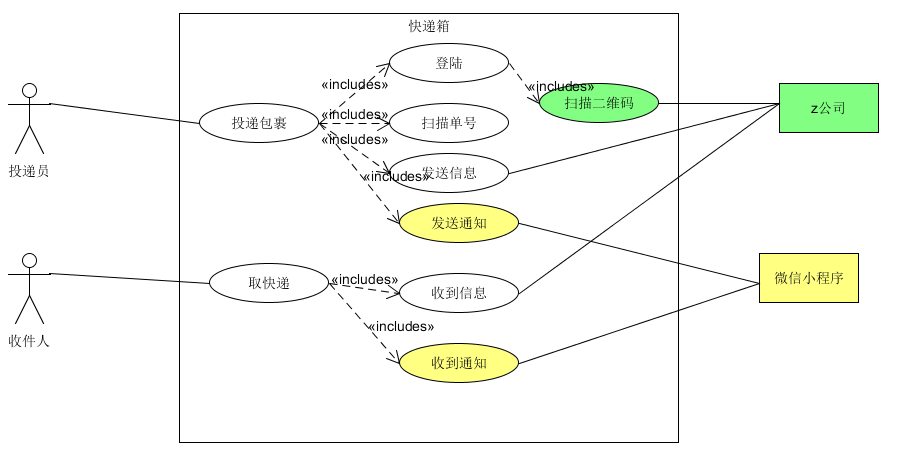 快递箱
登陆
«includes»
«includes»
扫描二维码
z公司
投递包裹
«includes»
扫描单号
«includes»
投递员
«includes»
发送信息
发送通知
取快递
«includes»
收到信息
微信小程序
«includes»
收件人
收到通知